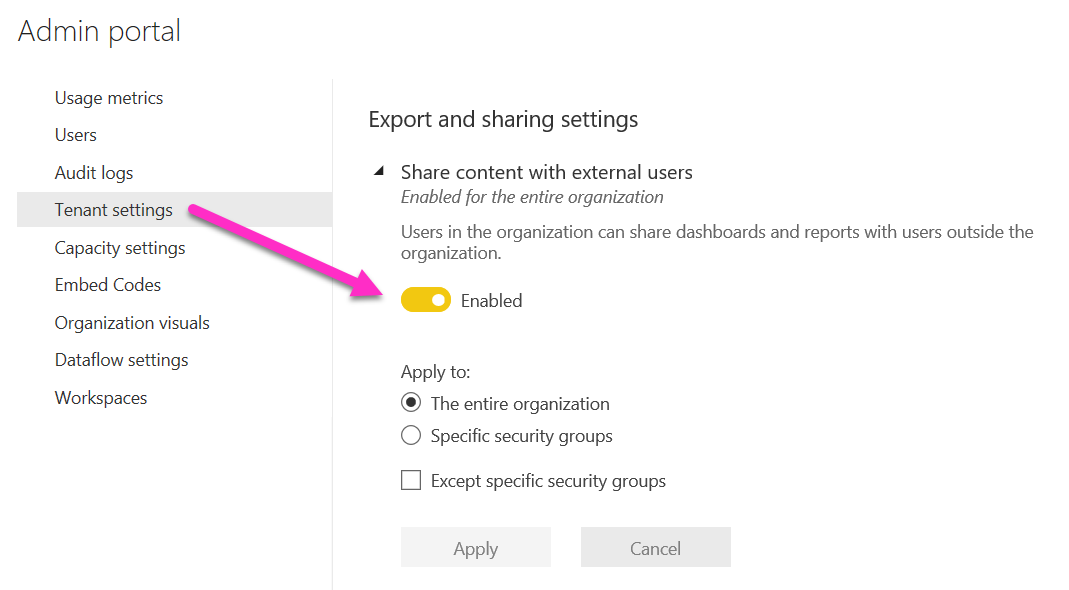 Admin portal
Usage metrics
Users
Audit logs
Tenant settings
Capacity settings
Embed Codes
Organization visuals
Dataflow settings
Workspaces
Export and sharing settings
Share content with external users
Enabled for the entire organization
Users in the organization can share dashboards and reports with users outside the
organization.
Enabled
Apply to:
The entire organization
Specific security groups
Except specific security groups
Apply
Cancel